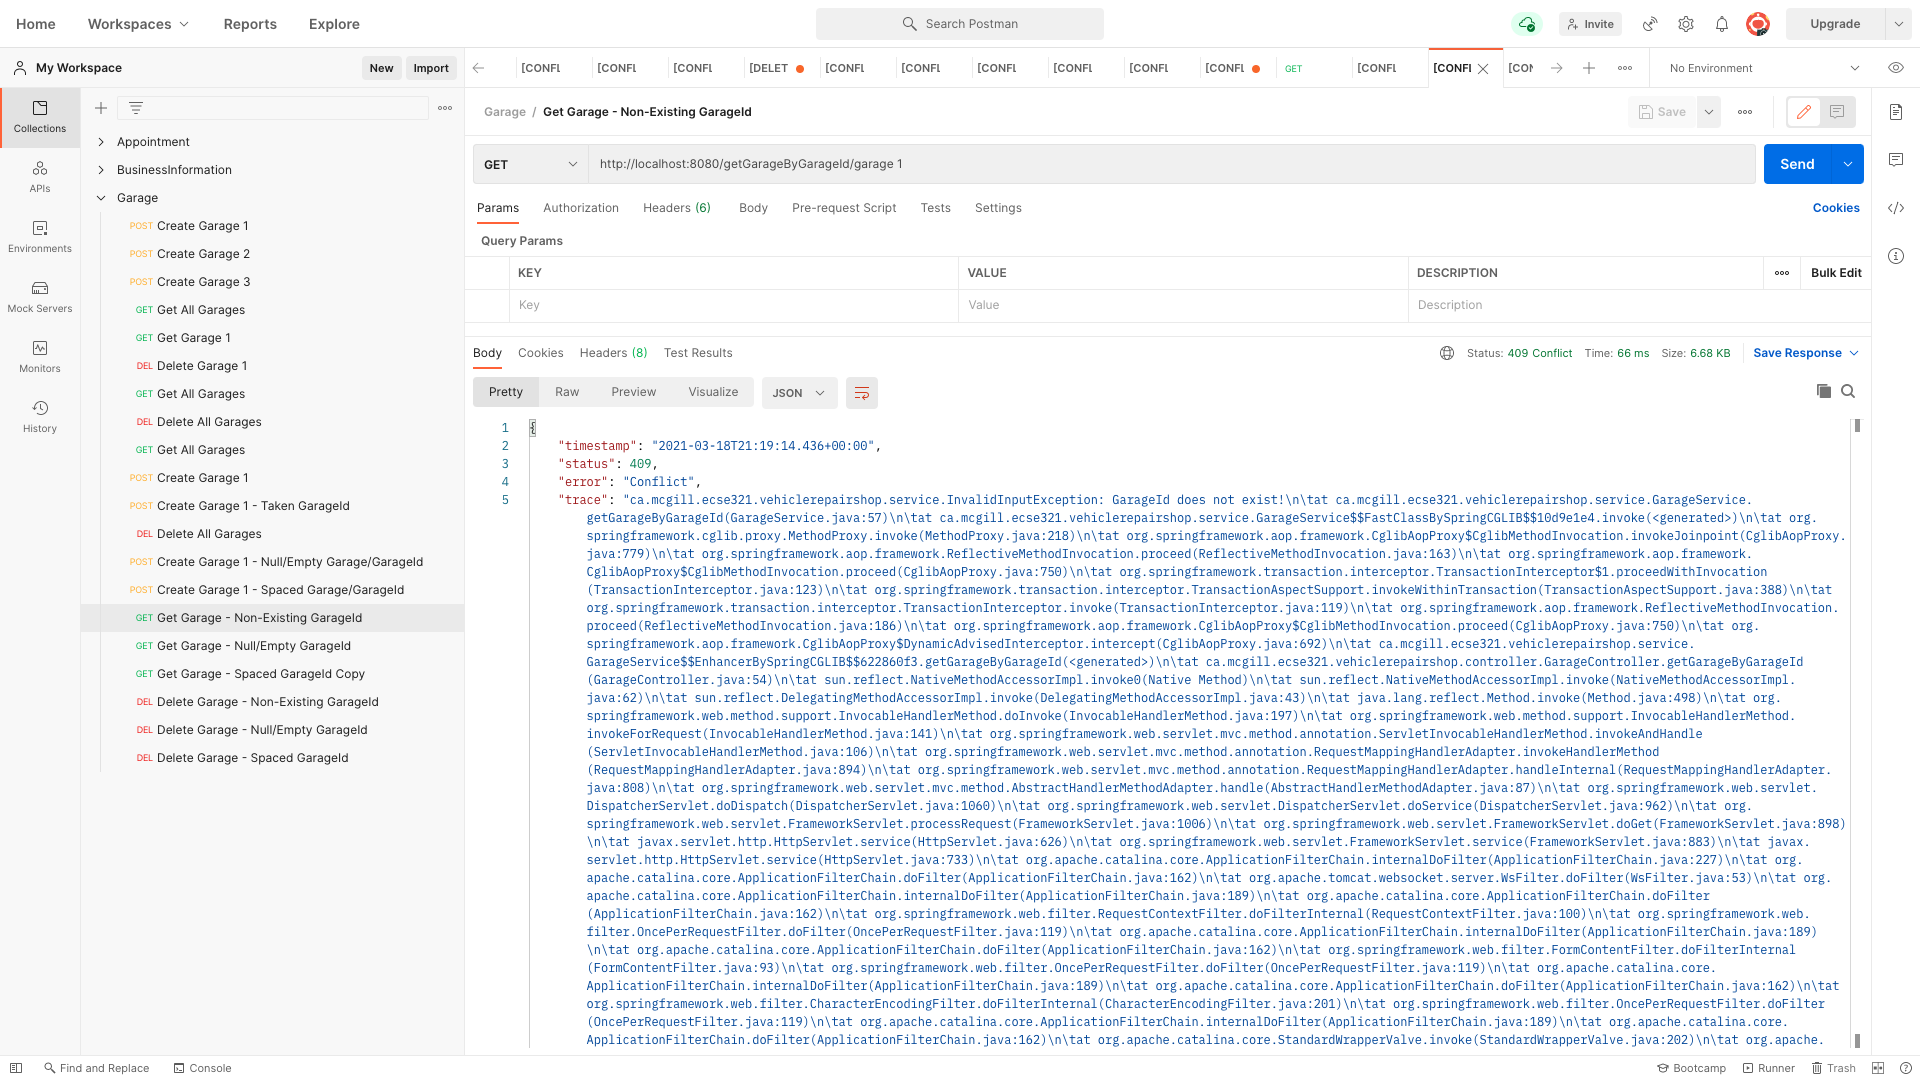 Home
Workspaces
Reports
Explore
Search Postman
Invite
Upgrade
My Workspace
New
Import
[CONFL
[CONFL
[CONFL
[DELET
[CONFL
[CONFL
[CONFL
[CONFL
[CONFL
[CONFL
GET
[CONFL
[CONFL
[CON
No Environment
Collections
APIs
Environments
Mock Servers
Monitors
History
Appointment
BusinessInformation
Garage
POST Create Garage 1
POST Create Garage 2
POST Create Garage 3
GET Get All Garages
GET Get Garage 1
DEL Delete Garage 1
GET Get All Garages
DEL Delete All Garages
GET Get All Garages
POST Create Garage 1
POST Create Garage 1 - Taken GarageId
DEL Delete All Garages
POST Create Garage 1 - Null/Empty Garage/GarageId
POST Create Garage 1 - Spaced Garage/GarageId
GET Get Garage - Non-Existing GarageId
GET Get Garage - Null/Empty GarageId
GET Get Garage - Spaced GarageId Copy
DEL Delete Garage - Non-Existing GarageId
DEL Delete Garage - Null/Empty GarageId
DEL Delete Garage - Spaced GarageId
Garage / Get Garage - Non-Existing GarageId
Save
GET
http://localhost:8080/getGarageByGarageId/garage 1
Send
Params Authorization Headers (6) Body Pre-request Script Tests Settings
Cookies
Query Params
KEY VALUE DESCRIPTION
Bulk Edit
Key Value Description
Body Cookies Headers (8) Test Results
Status: 409 Conflict Time: 66 ms Size: 6.68 KB
Save Response
Pretty Raw Preview Visualize JSON
1 {
2 "timestamp": "2021-03-18T21:19:14.436+00:00",
3 "status": 409,
4 "error": "Conflict",
5 "trace": "ca.mcgill.ecse321.vehiclerepairshop.service.InvalidInputException: GarageId does not exist!\n\tat ca.mcgill.ecse321.vehiclerepairshop.service.GarageService.
getGarageByGarageId(GarageService.java:57)\n\tat ca.mcgill.ecse321.vehiclerepairshop.service.GarageService$$FastClassBySpringCGLIB$$10d9e1e4.invoke(<generated>)\n\tat org.
springframework.cglib.proxy.MethodProxy.invoke(MethodProxy.java:218)\n\tat org.springframework.aop.framework.CglibAopProxy$CglibMethodInvocation.invokeJoinpoint(CglibAopProxy.
java:779)\n\tat org.springframework.aop.framework.ReflectiveMethodInvocation.proceed(ReflectiveMethodInvocation.java:163)\n\tat org.springframework.aop.framework.
CglibAopProxy$CglibMethodInvocation.proceed(CglibAopProxy.java:750)\n\tat org.springframework.transaction.interceptor.TransactionInterceptor$1.proceedWithInvocation
(TransactionInterceptor.java:123)\n\tat org.springframework.transaction.interceptor.TransactionAspectSupport.invokeWithinTransaction(TransactionAspectSupport.java:388)\n\tat
org.springframework.transaction.interceptor.TransactionInterceptor.invoke(TransactionInterceptor.java:119)\n\tat org.springframework.aop.framework.ReflectiveMethodInvocation.
proceed(ReflectiveMethodInvocation.java:186)\n\tat org.springframework.aop.framework.CglibAopProxy$CglibMethodInvocation.proceed(CglibAopProxy.java:750)\n\tat org.
springframework.aop.framework.CglibAopProxy$DynamicAdvisedInterceptor.intercept(CglibAopProxy.java:692)\n\tat ca.mcgill.ecse321.vehiclerepairshop.service.
GarageService$$EnhancerBySpringCGLIB$$622860f3.getGarageByGarageId(<generated>)\n\tat ca.mcgill.ecse321.vehiclerepairshop.controller.GarageController.getGarageByGarageId
(GarageController.java:54)\n\tat sun.reflect.NativeMethodAccessorImpl.invoke0(Native Method)\n\tat sun.reflect.NativeMethodAccessorImpl.invoke(NativeMethodAccessorImpl.
java:62)\n\tat sun.reflect.DelegatingMethodAccessorImpl.invoke(DelegatingMethodAccessorImpl.java:43)\n\tat java.lang.reflect.Method.invoke(Method.java:498)\n\tat org.
springframework.web.method.support.InvocableHandlerMethod.doInvoke(InvocableHandlerMethod.java:197)\n\tat org.springframework.web.method.support.InvocableHandlerMethod.
invokeForRequest(InvocableHandlerMethod.java:141)\n\tat org.springframework.web.servlet.mvc.method.annotation.ServletInvocableHandlerMethod.invokeAndHandle
(ServletInvocableHandlerMethod.java:106)\n\tat org.springframework.web.servlet.mvc.method.annotation.RequestMappingHandlerAdapter.invokeHandlerMethod
(RequestMappingHandlerAdapter.java:894)\n\tat org.springframework.web.servlet.mvc.method.annotation.RequestMappingHandlerAdapter.handleInternal(RequestMappingHandlerAdapter.
java:808)\n\tat org.springframework.web.servlet.mvc.method.AbstractHandlerMethodAdapter.handle(AbstractHandlerMethodAdapter.java:87)\n\tat org.springframework.web.servlet.
DispatcherServlet.doDispatch(DispatcherServlet.java:1060)\n\tat org.springframework.web.servlet.DispatcherServlet.doService(DispatcherServlet.java:962)\n\tat org.
springframework.web.servlet.FrameworkServlet.processRequest(FrameworkServlet.java:1006)\n\tat org.springframework.web.servlet.FrameworkServlet.doGet(FrameworkServlet.java:898)
\n\tat javax.servlet.http.HttpServlet.service(HttpServlet.java:626)\n\tat org.springframework.web.servlet.FrameworkServlet.service(FrameworkServlet.java:883)\n\tat javax.
servlet.http.HttpServlet.service(HttpServlet.java:733)\n\tat org.apache.catalina.core.ApplicationFilterChain.internalDoFilter(ApplicationFilterChain.java:227)\n\tat org.
apache.catalina.core.ApplicationFilterChain.doFilter(ApplicationFilterChain.java:162)\n\tat org.apache.tomcat.websocket.server.WsFilter.doFilter(WsFilter.java:53)\n\tat org.
apache.catalina.core.ApplicationFilterChain.internalDoFilter(ApplicationFilterChain.java:189)\n\tat org.apache.catalina.core.ApplicationFilterChain.doFilter
(ApplicationFilterChain.java:162)\n\tat org.springframework.web.filter.RequestContextFilter.doFilterInternal(RequestContextFilter.java:100)\n\tat org.springframework.web.
filter.OncePerRequestFilter.doFilter(OncePerRequestFilter.java:119)\n\tat org.apache.catalina.core.ApplicationFilterChain.internalDoFilter(ApplicationFilterChain.java:189)
\n\tat org.apache.catalina.core.ApplicationFilterChain.doFilter(ApplicationFilterChain.java:162)\n\tat org.springframework.web.filter.FormContentFilter.doFilterInternal
(FormContentFilter.java:93)\n\tat org.springframework.web.filter.OncePerRequestFilter.doFilter(OncePerRequestFilter.java:119)\n\tat org.apache.catalina.core.
ApplicationFilterChain.internalDoFilter(ApplicationFilterChain.java:189)\n\tat org.apache.catalina.core.ApplicationFilterChain.doFilter(ApplicationFilterChain.java:162)\n\tat
org.springframework.web.filter.CharacterEncodingFilter.doFilterInternal(CharacterEncodingFilter.java:201)\n\tat org.springframework.web.filter.OncePerRequestFilter.doFilter
(OncePerRequestFilter.java:119)\n\tat org.apache.catalina.core.ApplicationFilterChain.internalDoFilter(ApplicationFilterChain.java:189)\n\tat org.apache.catalina.core.
ApplicationFilterChain.doFilter(ApplicationFilterChain.java:162)\n\tat org.apache.catalina.core.StandardWrapperValve.invoke(StandardWrapperValve.java:202)\n\tat org.apache.
Find and Replace
Console
Bootcamp
Runner
Trash